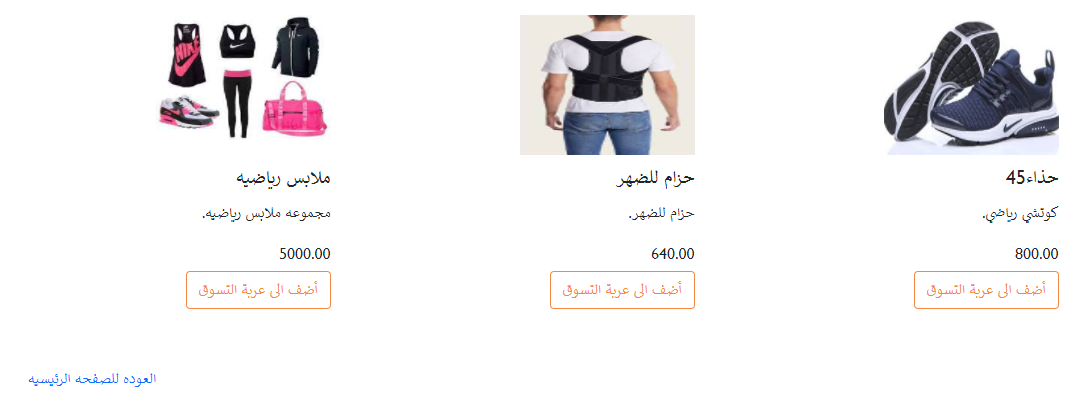 NIKE
حذاء45
كوتشي رياضي.
800.00
أضف الى عربة التسوق
حزام للضهر
حزام للضهر.
640.00
أضف الى عربة التسوق
ملابس رياضيه
مجموعه ملابس رياضيه.
5000.00
أضف الى عربة التسوق
العوده للصفحه الرئيسيه